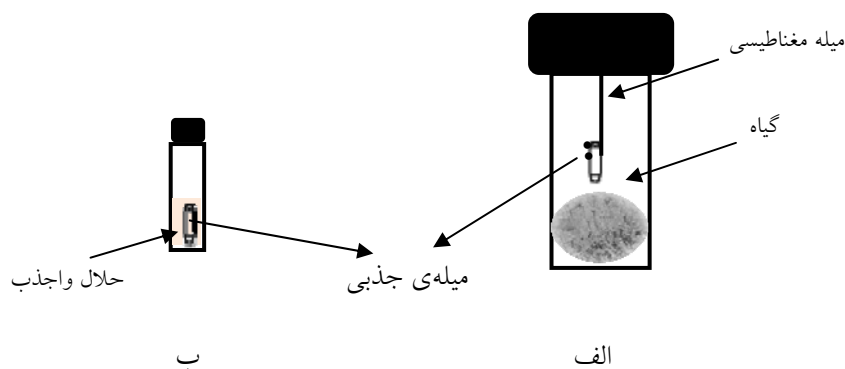 میله مغناطیسی
گیاه
میله‌ی جذبی
حلال واجذب
الف
ب